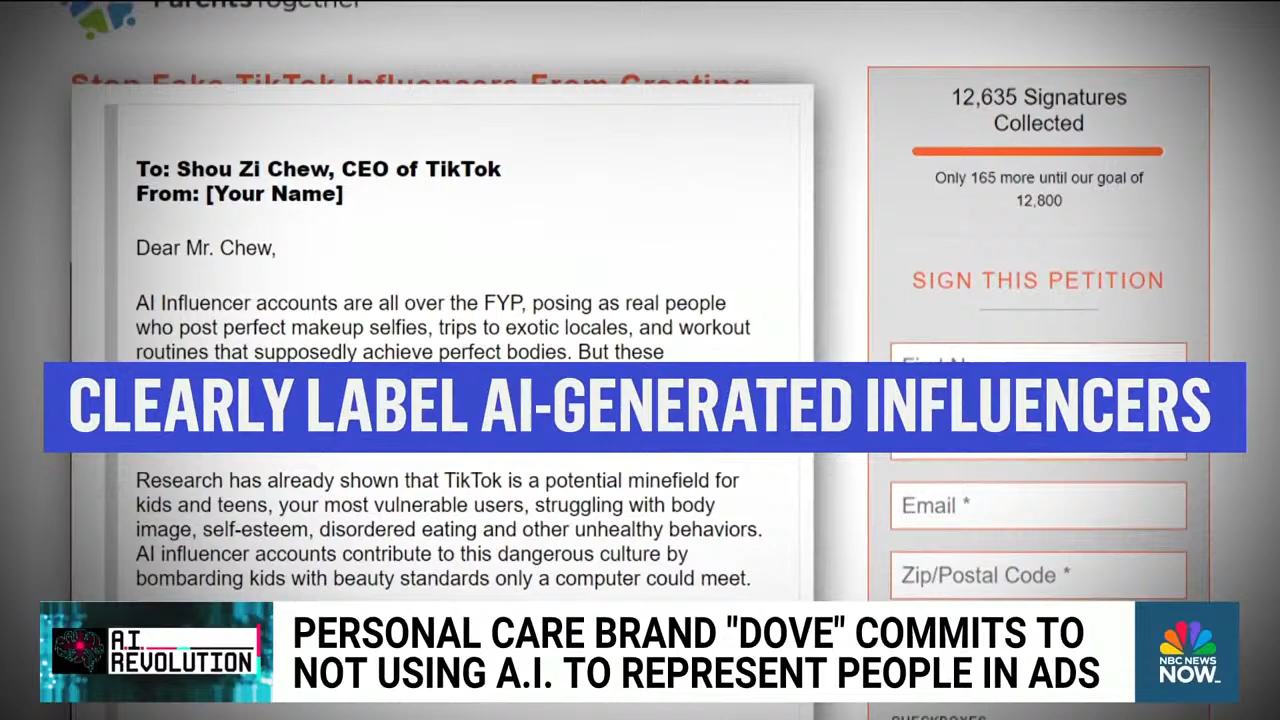 ParentsTogether
Stop Fake TikTok Influencers From Creating
To: Shou Zi Chew, CEO of TikTok
From: [Your Name]
Dear Mr. Chew,
AI Influencer accounts are all over the FYP, posing as real people
who post perfect makeup selfies, trips to exotic locales, and workout
routines that supposedly achieve perfect bodies. But these
CLEARLY LABEL AI-GENERATED INFLUENCERS
Research has already shown that TikTok is a potential minefield for
kids and teens, your most vulnerable users, struggling with body
image, self-esteem, disordered eating and other unhealthy behaviors.
AI influencer accounts contribute to this dangerous culture by
bombarding kids with beauty standards only a computer could meet.
12,635 Signatures
Collected
Only 165 more until our goal of
12,800
SIGN THIS PETITION
Email *
Zip/Postal Code *
A.I.
REVOLUTION
PERSONAL CARE BRAND "DOVE" COMMITS TO
NOT USING A.I. TO REPRESENT PEOPLE IN ADS
NBC NEWS
NOW